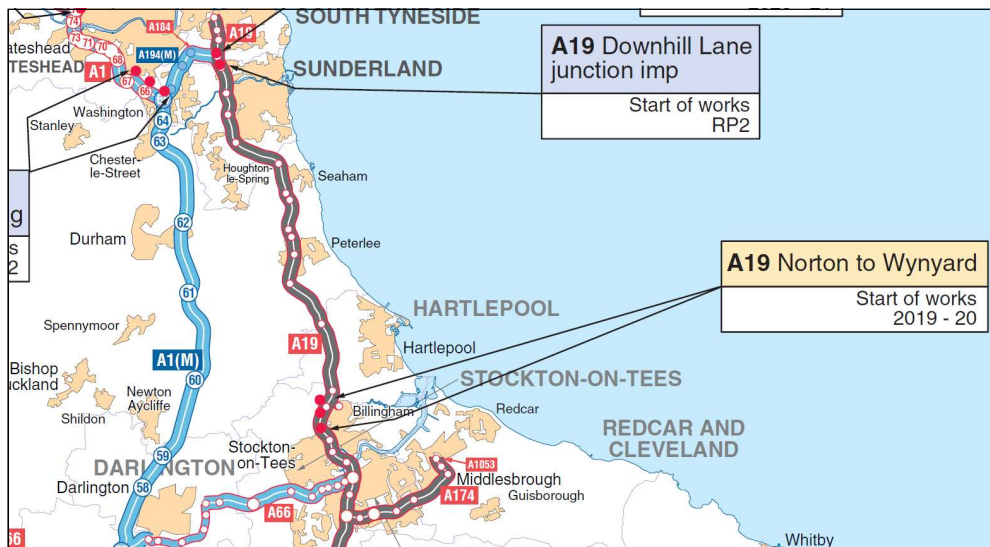 SOUTH TYNESIDE
A184
A19
74
73
71
70
68
67
66
ateshead
TESHEAD
A1
A194(M)
SUNDERLAND
A19 Downhill Lane
junction imp
Start of works
RP2
Washington
Stanley
64
63
Chester-
le-Street
Houghton-
le-Spring
Seaham
g
s
2
62
Durham
Peterlee
A19 Norton to Wynyard
Start of works
2019 - 20
61
Spennymoor
HARTLEPOOL
A19
Hartlepool
A1(M)
Bishop
uckland
60
STOCKTON-ON-TEES
Newton
Aycliffe
Shildon
Billingham
Redcar
REDCAR AND
CLEVELAND
Stockton-
on-Tees
59
DARLINGTON
A1053
Darlington
58
Middlesbrough
A174
Guisborough
A66
66
Whitby